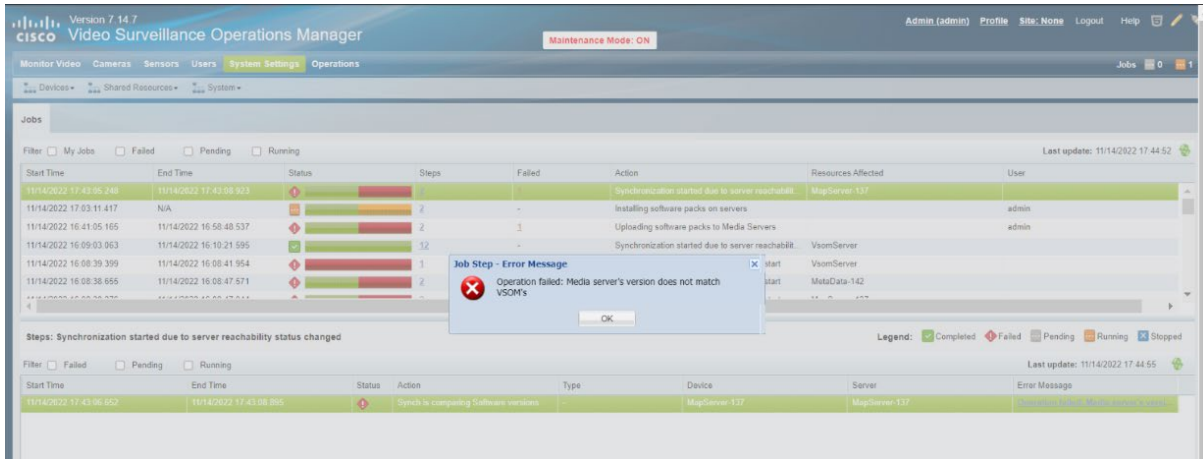 Version 7.14.7
Admin (admin) Profile Site: None Logout Help
CISCO Video Surveillance Operations Manager
Maintenance Mode: ON
Monitor Video Cameras Sensors Users System Settings Operations
Jobs 0 1
Devices Shared Resources System
Jobs
Filter My Jobs Failed Pending Running
Last update: 11/14/2022 17:44:52
Start Time End Time Status Steps Failed Action Resources Affected User
11/14/2022 17:43:05.248 11/14/2022 17:43:08.923 Synchronization started due to server reachabilit... MapServer-137
11/14/2022 17:03:11.417 N/A 2 - Installing software packs on servers admin
11/14/2022 16:41:05.165 11/14/2022 16:58:48.537 2 1 Uploading software packs to Media Servers admin
11/14/2022 16:09:03.063 11/14/2022 16:10:21.595 12 - Synchronization started due to server reachabilit... VsomServer
11/14/2022 16:08:39.399 11/14/2022 16:08:41.954 1 start VsomServer
11/14/2022 16:08:38.655 11/14/2022 16:08:47.571 2 start MetaData-142
Job Step - Error Message
Operation failed: Media server's version does not match
VSOM's
OK
Steps: Synchronization started due to server reachability status changed
Legend: Completed Failed Pending Running Stopped
Filter Failed Pending Running
Last update: 11/14/2022 17:44:55
Start Time End Time Status Action Type Device Server Error Message
11/14/2022 17:43:06.652 11/14/2022 17:43:08.895 Synch is comparing Software versions - MapServer-137 MapServer-137 Operation failed: Media server's versi...